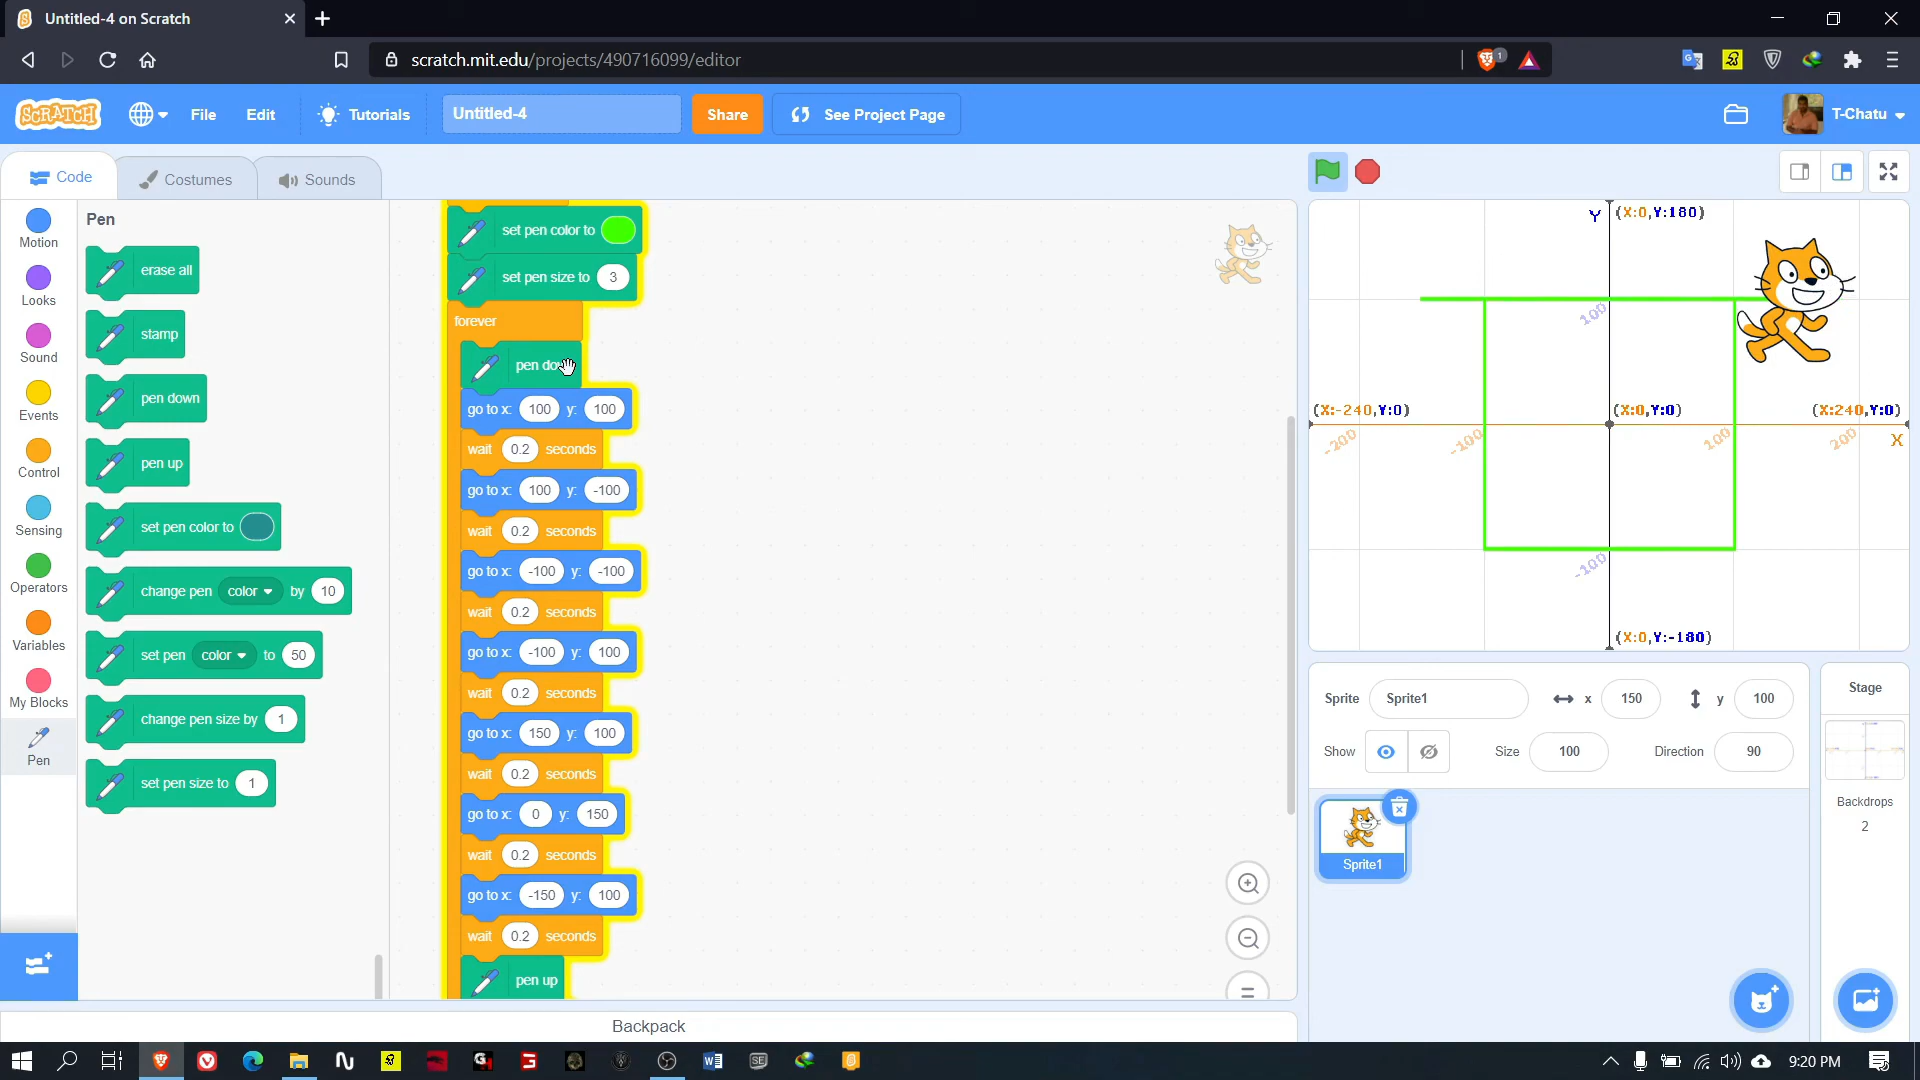 Untitled-4 on Scratch
scratch.mit.edu/projects/490716099/editor
1
SCRATCH
File
Edit
Tutorials
Untitled-4
Share
See Project Page
T-Chatu
Code
Costumes
Sounds
Motion
Looks
Sound
Events
Control
Sensing
Operators
Variables
My Blocks
Pen
Pen
erase all
stamp
pen down
pen up
set pen color to
change pen color by 10
set pen color to 50
change pen size by 1
set pen size to 1
set pen color to
set pen size to 3
forever
pen down
go to x: 100 y: 100
wait 0.2 seconds
go to x: 100 y: -100
wait 0.2 seconds
go to x: -100 y: -100
wait 0.2 seconds
go to x: -100 y: 100
wait 0.2 seconds
go to x: 150 y: 100
wait 0.2 seconds
go to x: 0 y: 150
wait 0.2 seconds
go to x: -150 y: 100
wait 0.2 seconds
pen up
Backpack
Y (X:0,Y:180)
100
(X:-240,Y:0) (X:0,Y:0) (X:240,Y:0)
-200 -100 100 200 X
-100
(X:0,Y:-180)
Sprite Sprite1 x 150 y 100
Show Size 100 Direction 90
Sprite1
Stage
Backdrops
2
9:20 PM